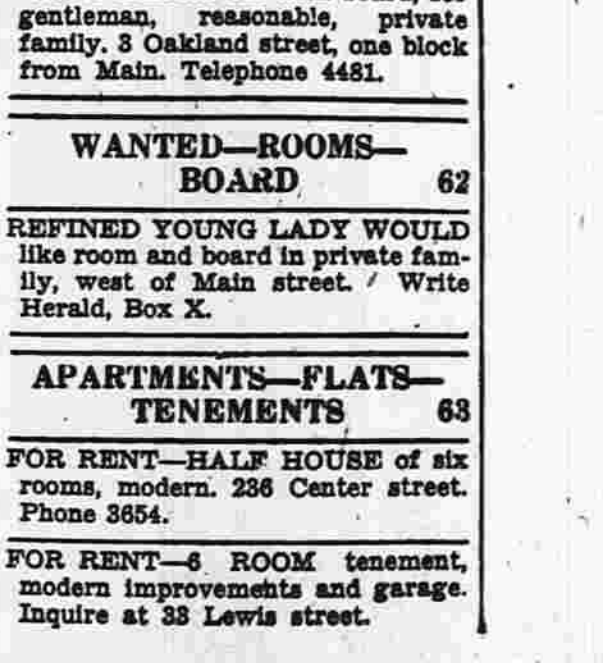 gentleman, reasonable, private
family. 3 Oakland street, one block
from Main. Telephone 4481.
WANTED—ROOMS—
BOARD 62
REFINED YOUNG LADY WOULD
like room and board in private fam-
ily, west of Main street. Write
Herald, Box X.
APARTMENTS—FLATS—
TENEMENTS 63
FOR RENT—HALF HOUSE of six
rooms, modern. 236 Center street.
Phone 3654.
FOR RENT—6 ROOM tenement,
modern improvements and garage.
Inquire at 33 Lewis street.